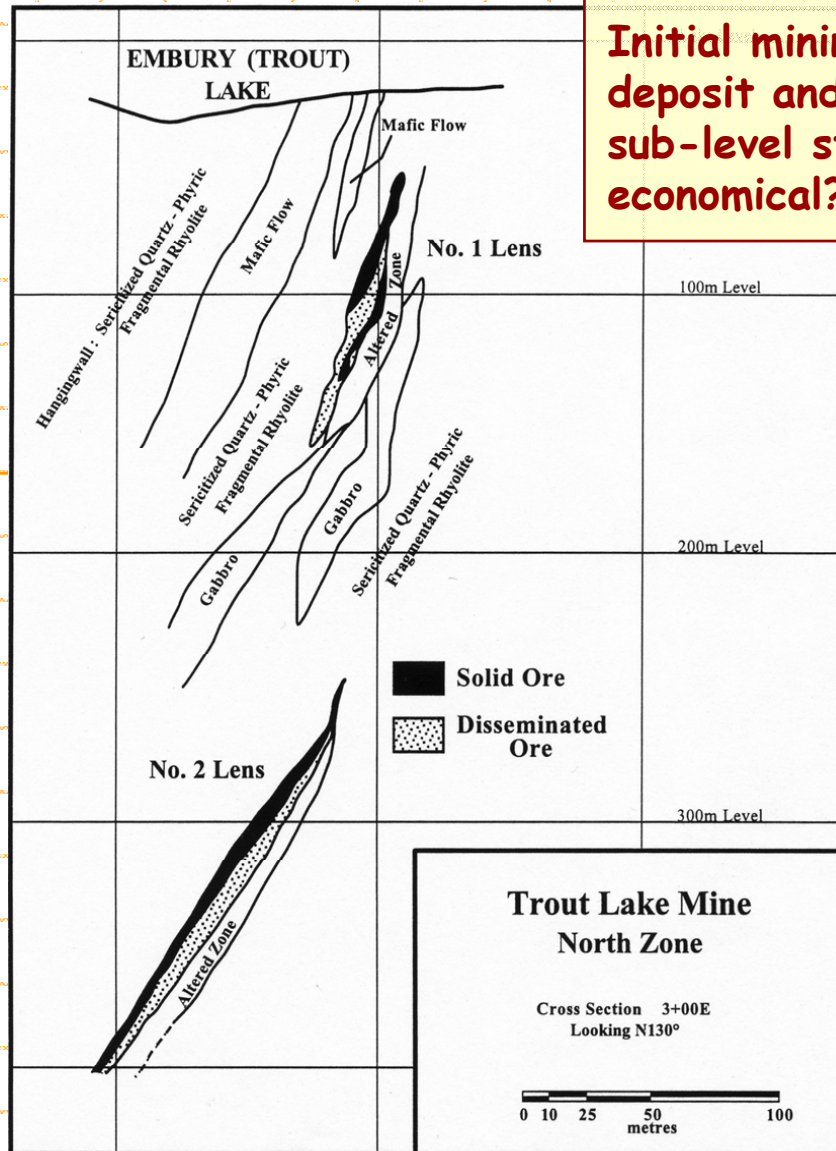 Initial
deposit and
sub-level
economical?
EMBURY (TROUT)
LAKE
Mafic Flow
Hangingwall : Sericitized Quartz - Phyric
Fragmental Rhyolite
Mafic Flow
No. 1 Lens
Altered Zone
100m Level
Sericitized Quartz - Phyric
Fragmental Rhyolite
Gabbro
Sericitized Quartz - Phyric
Fragmental Rhyolite
Gabbro
200m Level
Solid Ore
Disseminated
Ore
No. 2 Lens
300m Level
Altered Zone
Trout Lake Mine
North Zone
Cross Section 3+00E
Looking N130°
0 10 25 50 100
metres